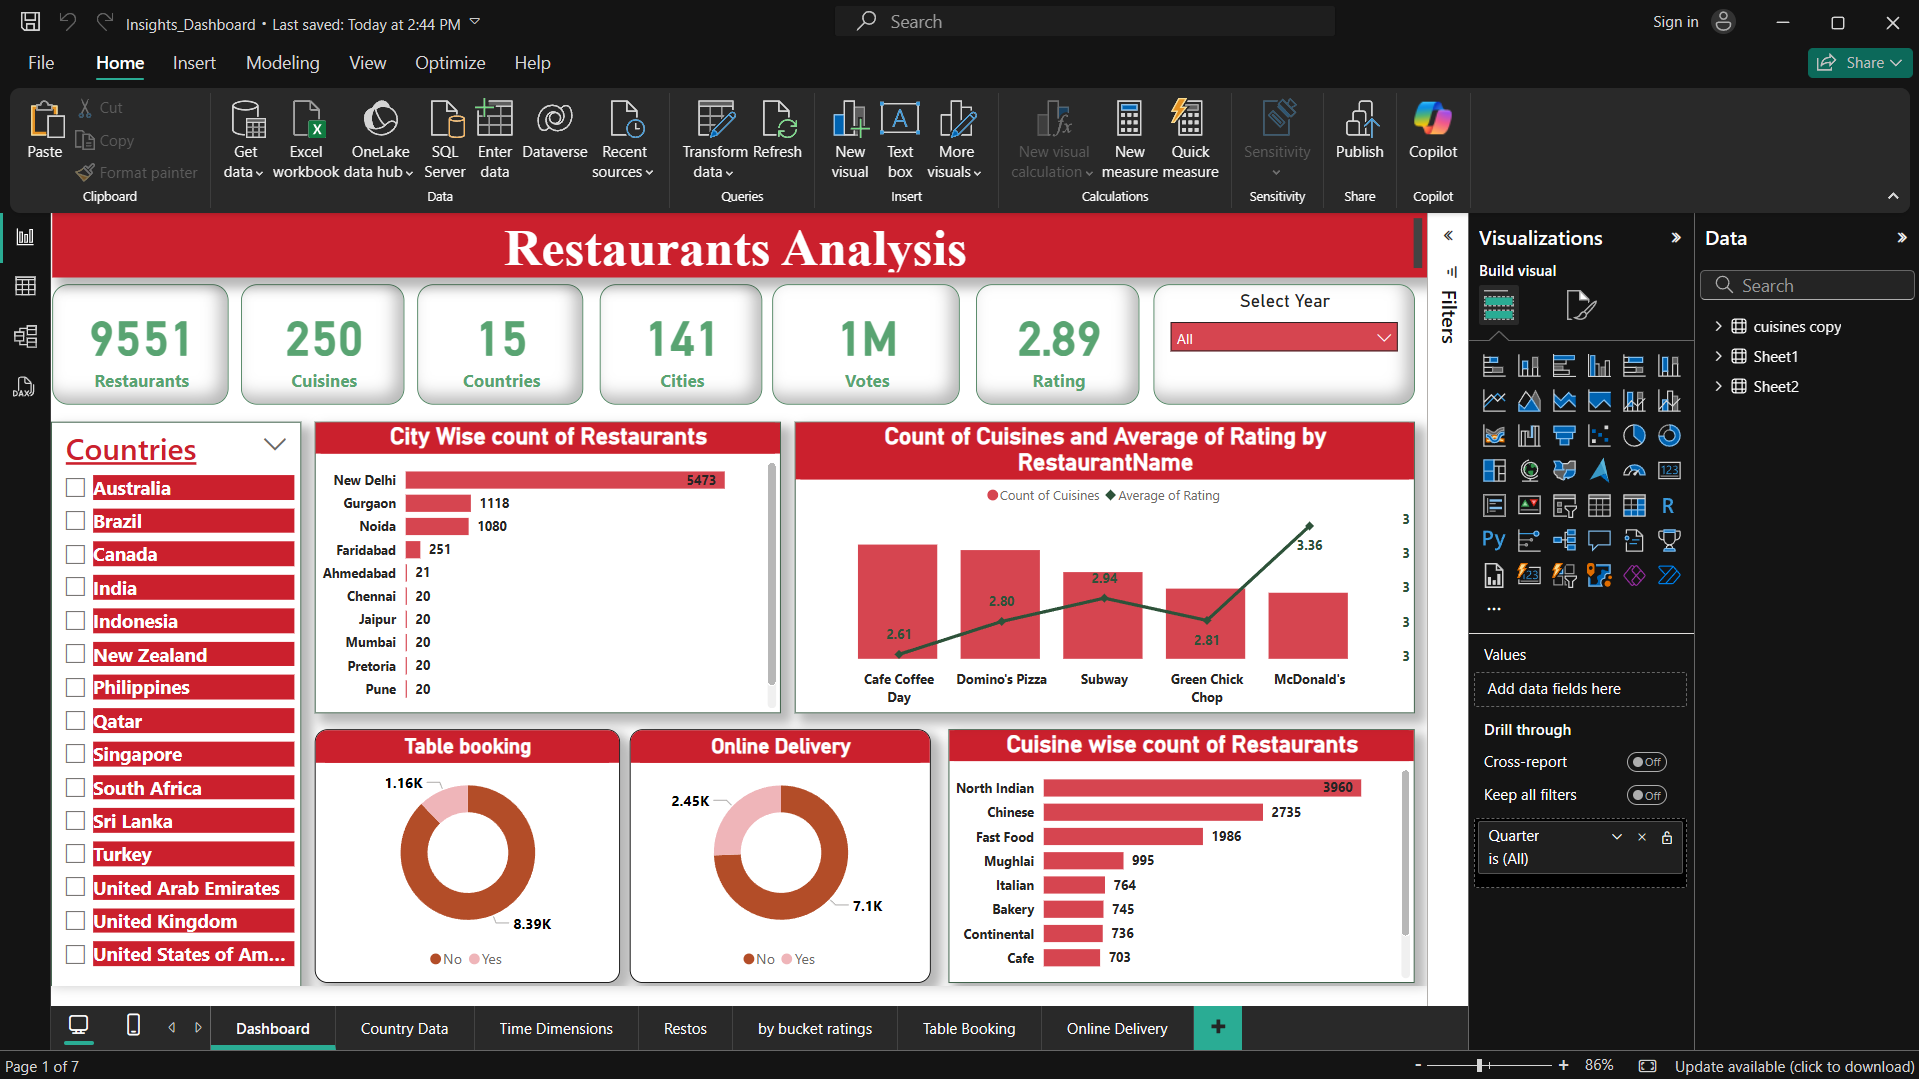 Insights_Dashboard • Last saved: Today at 2:44 PM
Search
Sign in
File
Home
Insert
Modeling
View
Optimize
Help
Share
Paste
Cut
Copy
Format painter
Clipboard
Get data
Excel workbook
OneLake data hub
SQL Server
Enter data
Dataverse
Recent sources
Data
Transform data
Refresh
Queries
New visual
Text box
More visuals
Insert
New visual calculation
New measure
Quick measure
Calculations
Sensitivity
Sensitivity
Publish
Share
Copilot
Copilot
DAX
Restaurants Analysis
9551
Restaurants
250
Cuisines
15
Countries
141
Cities
1M
Votes
2.89
Rating
Select Year
All
Countries
Australia
Brazil
Canada
India
Indonesia
New Zealand
Philippines
Qatar
Singapore
South Africa
Sri Lanka
Turkey
United Arab Emirates
United Kingdom
United States of Am...
City Wise count of Restaurants
New Delhi 5473
Gurgaon 1118
Noida 1080
Faridabad 251
Ahmedabad 21
Chennai 20
Jaipur 20
Mumbai 20
Pretoria 20
Pune 20
Count of Cuisines and Average of Rating by
RestaurantName
Count of Cuisines Average of Rating
2.61
2.80
2.94
2.81
3.36
3
3
3
3
3
Cafe Coffee
Day
Domino's Pizza
Subway
Green Chick
Chop
McDonald's
Table booking
1.16K
8.39K
No Yes
Online Delivery
2.45K
7.1K
No Yes
Cuisine wise count of Restaurants
North Indian 3960
Chinese 2735
Fast Food 1986
Mughlai 995
Italian 764
Bakery 745
Continental 736
Cafe 703
Filters
Visualizations
Build visual
123
R
Py
123
...
Values
Add data fields here
Drill through
Cross-report
Off
Keep all filters
Off
Quarter
is (All)
Data
Search
cuisines copy
Sheet1
Sheet2
Dashboard
Country Data
Time Dimensions
Restos
by bucket ratings
Table Booking
Online Delivery
+
Page 1 of 7
- + 86%
Update available (click to download)